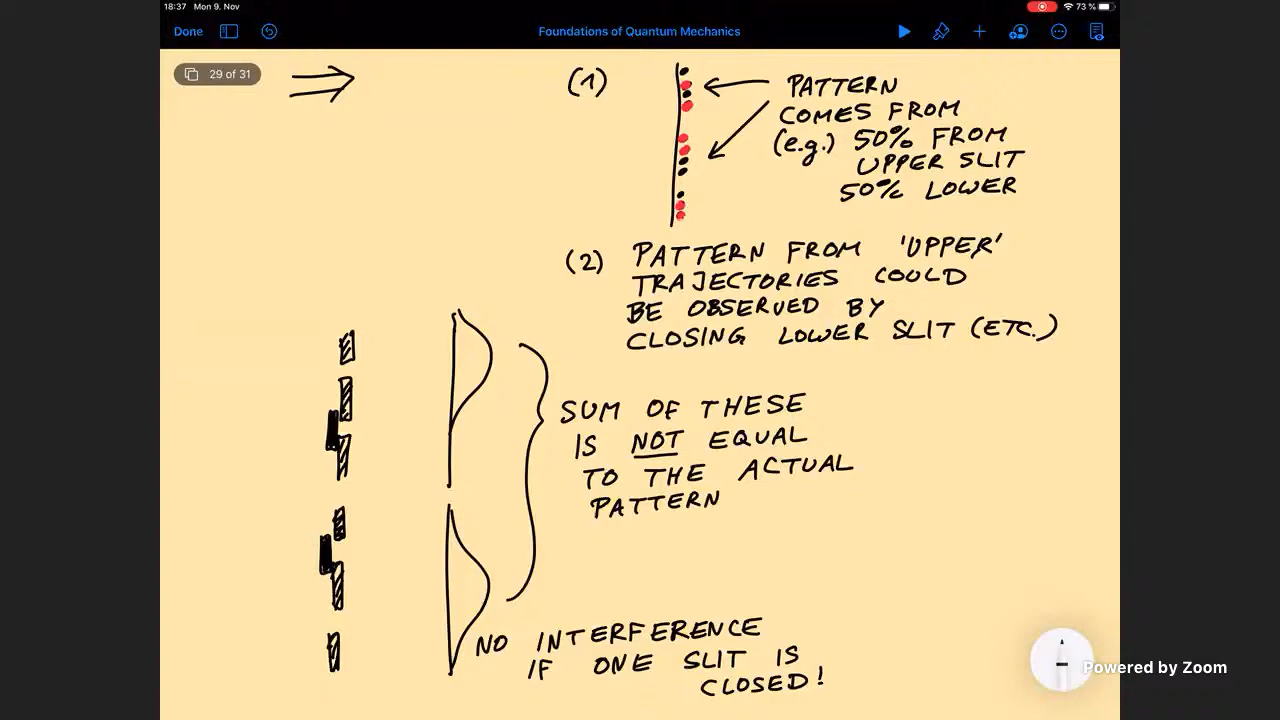 18:37 Mon 9. Nov
73 %
Done
Foundations of Quantum Mechanics
29 of 31
(1)
PATTERN
COMES FROM
(e.g.) 50% FROM
UPPER SLIT
50% LOWER
(2) PATTERN FROM 'UPPER'
TRAJECTORIES COULD
BE OBSERVED BY
CLOSING LOWER SLIT (ETC.)
SUM OF THESE
IS NOT EQUAL
TO THE ACTUAL
PATTERN
NO INTERFERENCE
IF ONE SLIT IS
CLOSED!
Powered by Zoom